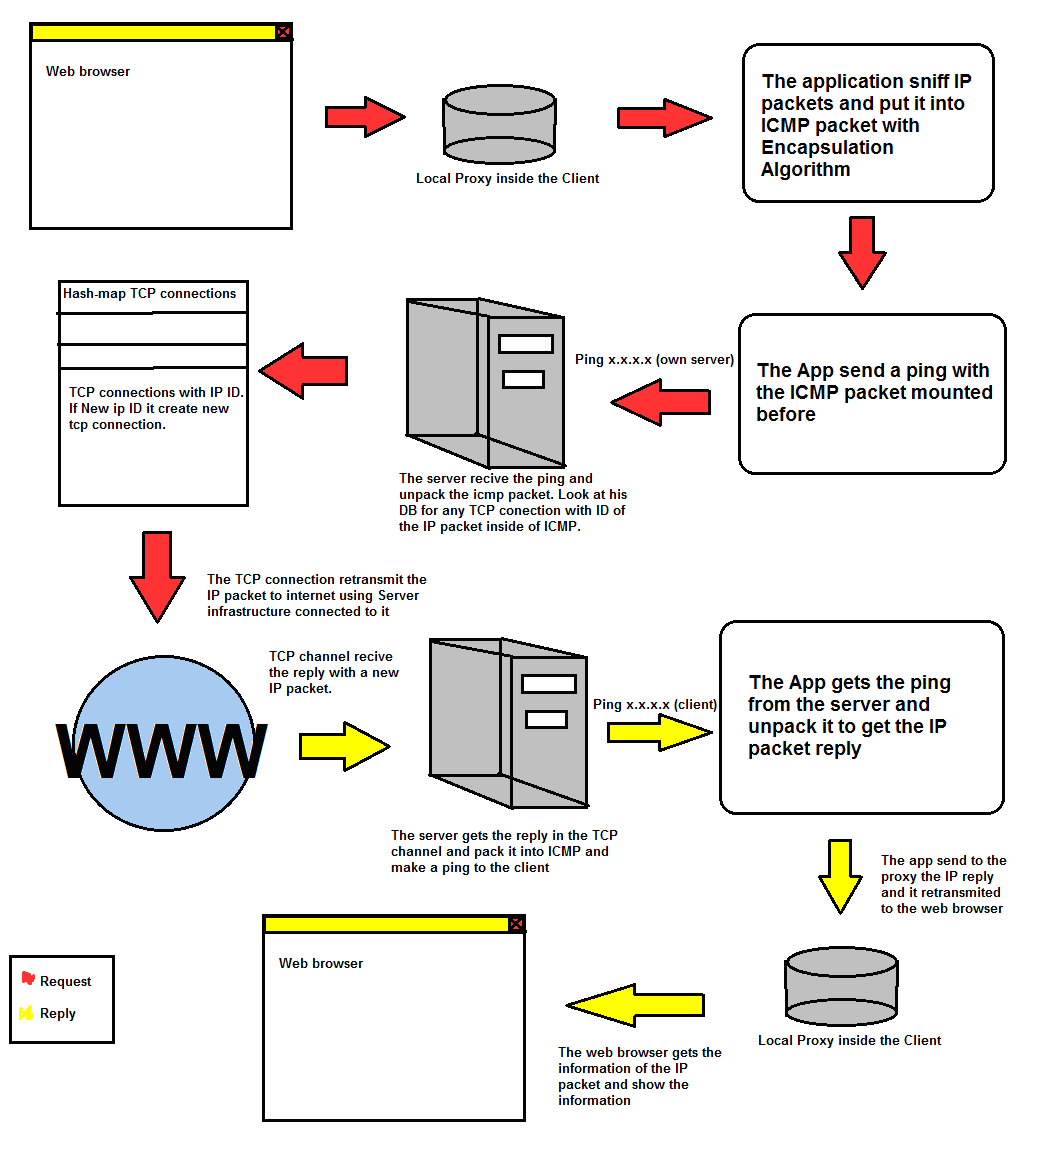 Web browser
Local Proxy inside the Client
The application sniff IP
packets and put it into
ICMP packet with
Encapsulation
Algorithm
The App send a ping with
the ICMP packet mounted
before
Ping x.x.x.x (own server)
The server recive the ping and
unpack the icmp packet. Look at his
DB for any TCP conection with ID of
the IP packet inside of ICMP.
Hash-map TCP connections
TCP connections with IP ID.
If New ip ID it create new
tcp connection.
The TCP connection retransmit the
IP packet to internet using Server
infrastructure connected to it
WWW
TCP channel recive
the reply with a new
IP packet.
The server gets the reply in the TCP
channel and pack it into ICMP and
make a ping to the client
Ping x.x.x.x (client)
The App gets the ping
from the server and
unpack it to get the IP
packet reply
The app send to the
proxy the IP reply
and it retransmited
to the web browser
Local Proxy inside the Client
The web browser gets the
information of the IP
packet and show the
information
Web browser
Request
Reply